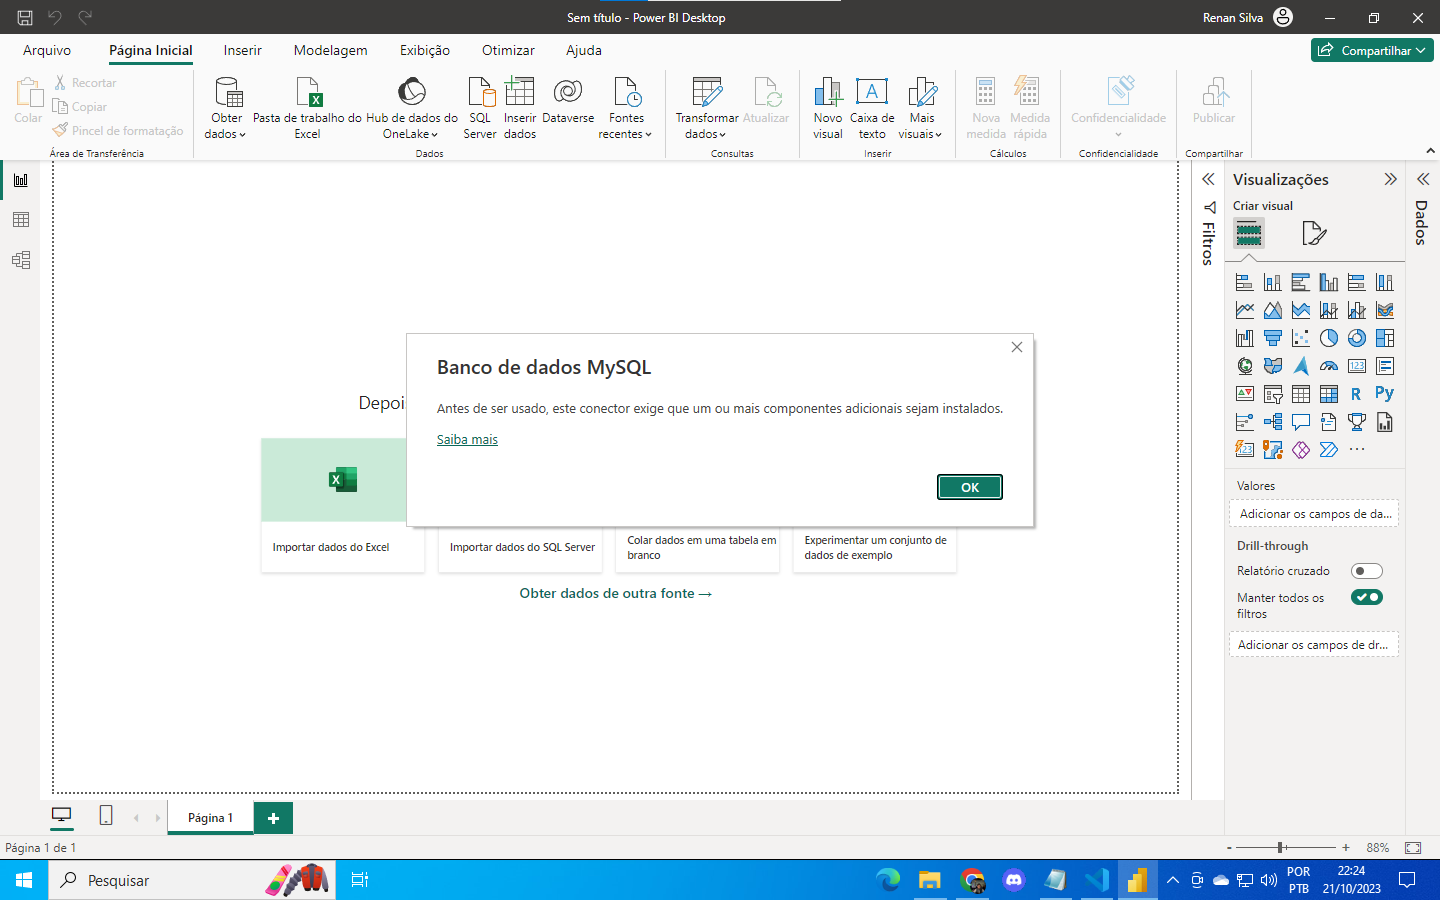 Sem título - Power BI Desktop
Renan Silva
Arquivo
Página Inicial
Inserir
Modelagem
Exibição
Otimizar
Ajuda
Compartilhar
Colar
Recortar
Copiar
Pincel de formatação
Área de Transferência
Obter
dados
Pasta de trabalho do
Excel
Hub de dados do
OneLake
SQL
Server
Inserir
dados
Dataverse
Fontes
recentes
Dados
Transformar
dados
Atualizar
Consultas
Novo
visual
Caixa de
texto
Mais
visuais
Inserir
Nova
medida
Medida
rápida
Cálculos
Confidencialidade
Confidencialidade
Publicar
Compartilhar
Filtros
Visualizações
Criar visual
Dados
Banco de dados MySQL
Antes de ser usado, este conector exige que um ou mais componentes adicionais sejam instalados.
Saiba mais
OK
Depoi
Importar dados do Excel
Importar dados do SQL Server
Colar dados em uma tabela em
branco
Experimentar um conjunto de
dados de exemplo
Obter dados de outra fonte →
R
Py
123
123
Valores
Adicionar os campos de da...
Drill-through
Relatório cruzado
Manter todos os
filtros
Adicionar os campos de dr...
Página 1
Página 1 de 1
- + 88%
Pesquisar
POR
PTB
22:24
21/10/2023